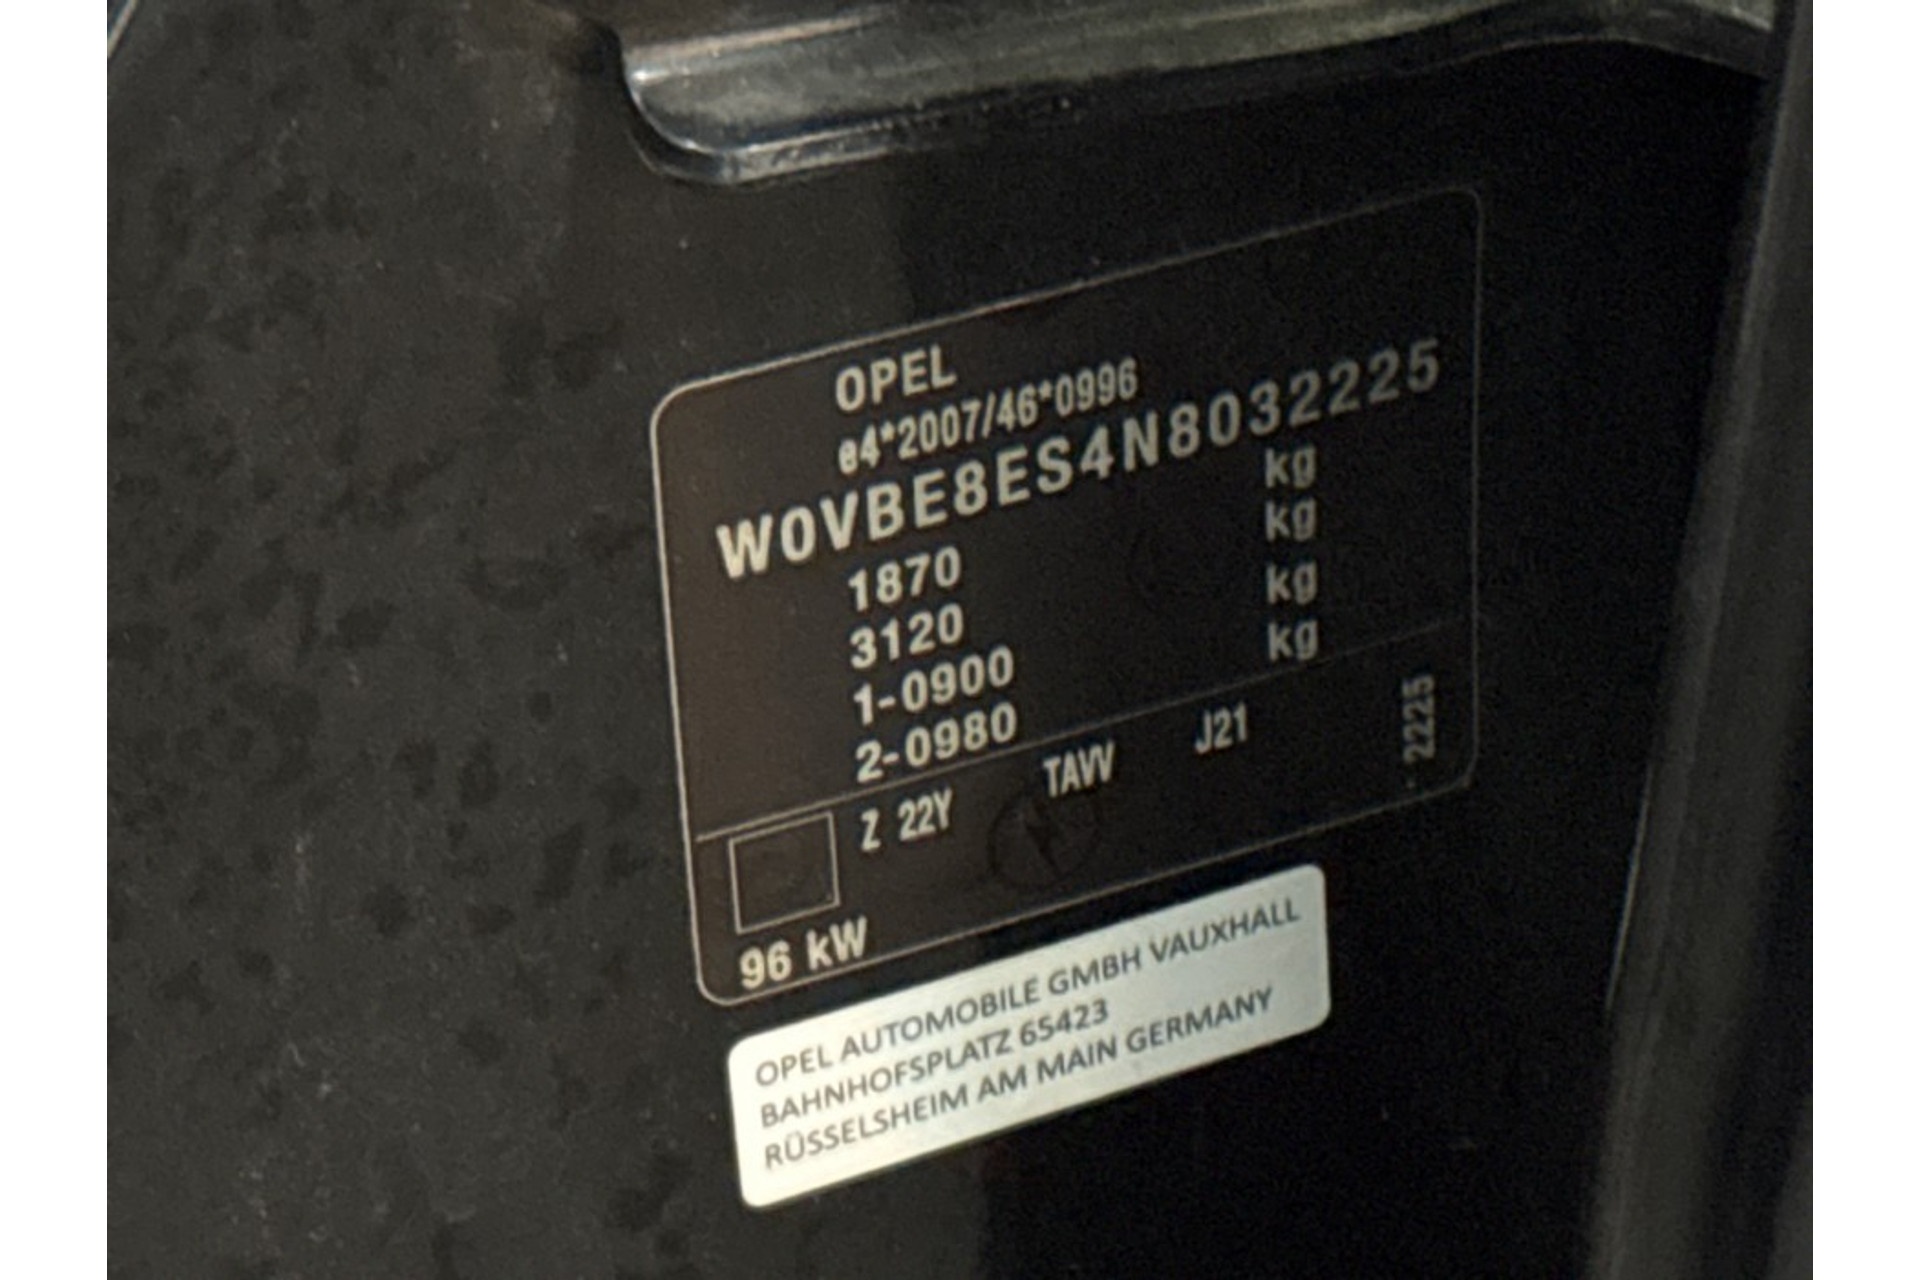 OPEL
e4*2007/46*0996
W0VBE8ES4N8032225
1870 kg
3120 kg
1-0900 kg
2-0980 kg
Z 22Y TAVV J21
2225
96 kW
OPEL AUTOMOBILE GMBH VAUXHALL
BAHNHOFSPLATZ 65423
RÜSSELSHEIM AM MAIN GERMANY